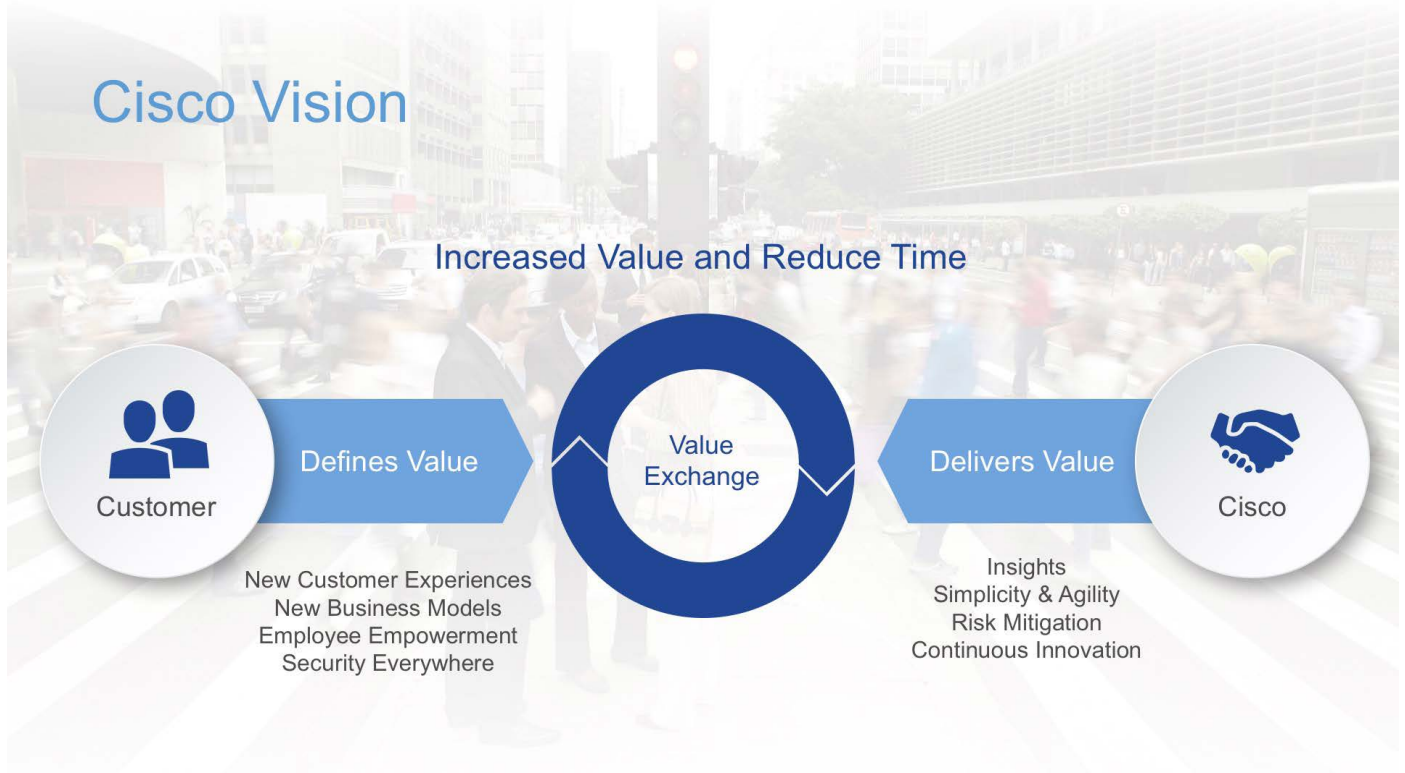 Cisco Vision
Increased Value and Reduce Time
Customer
Defines Value
Value
Exchange
Delivers Value
Cisco
New Customer Experiences
New Business Models
Employee Empowerment
Security Everywhere
Insights
Simplicity & Agility
Risk Mitigation
Continuous Innovation